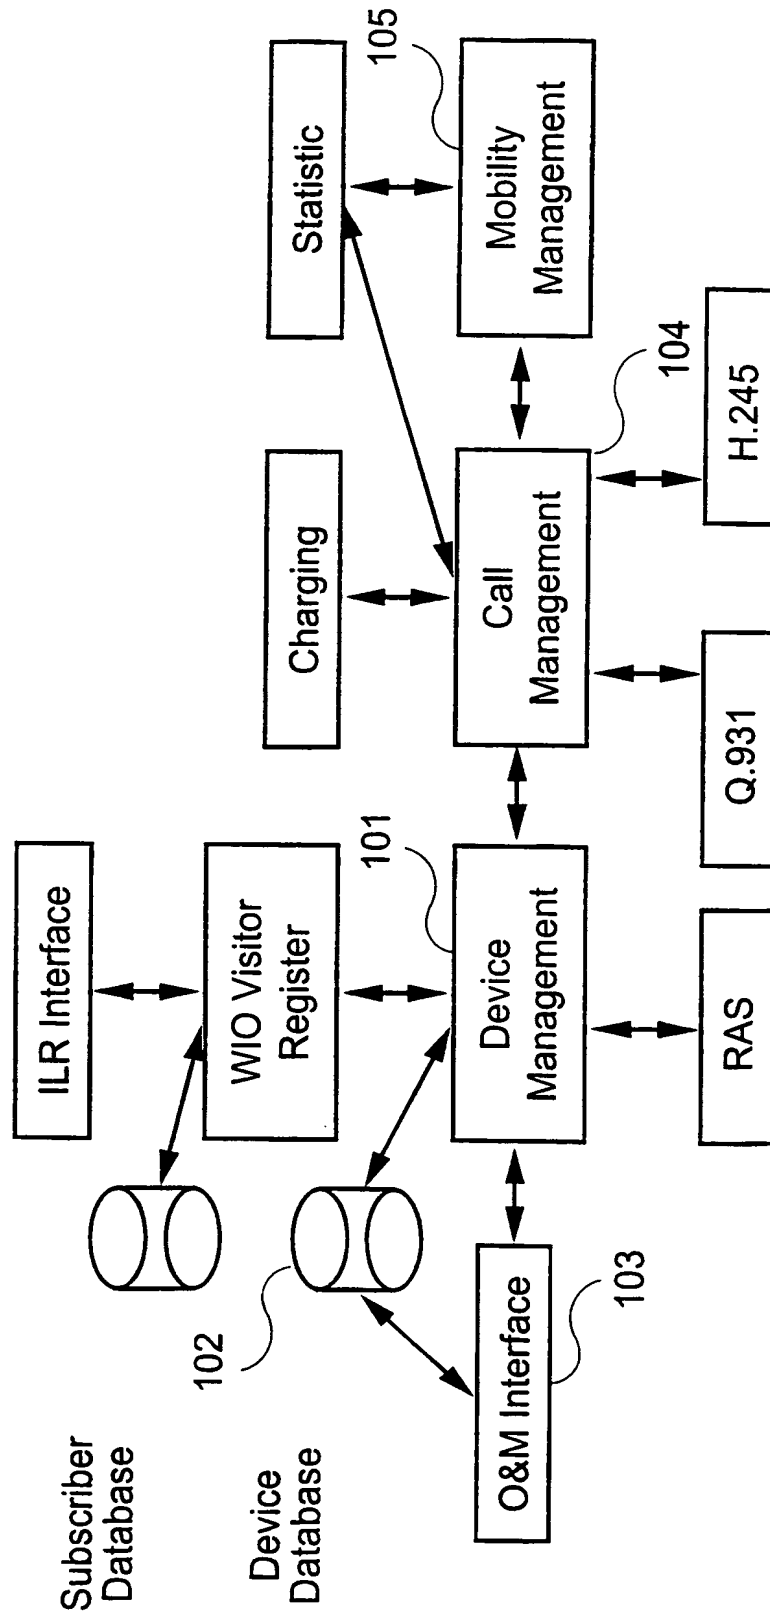 Subscriber
Database
ILR Interface
WIO Visitor
Register
Device
Database
102
101
Charging
Statistic
105
O&M Interface
103
Device
Management
Call
Management
104
Mobility
Management
RAS
Q.931
H.245